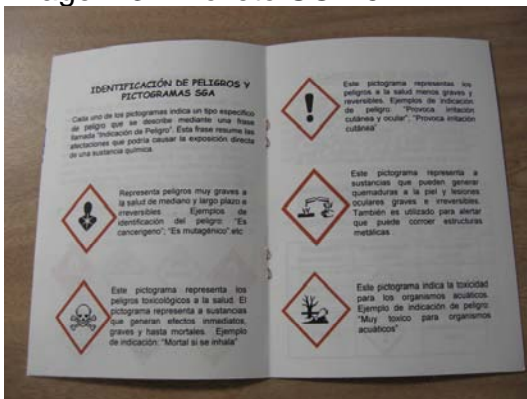 IDENTIFICACIÓN DE PELIGROS Y
PICTOGRAMAS SGA
Cada uno de los pictogramas indica un tipo especifico
de peligro que se describe mediante una frase
llamada "Indicación de Peligro". Esta frase resume las
afectaciones que podría causar la exposición directa
de una sustancia química.
Representa peligros muy graves a
la salud de mediano y largo plazo e
irreversibles. Ejemplos de
identificación del peligro: "Es
cancerigeno"; "Es mutagénico".etc
Este pictograma representa los
peligros toxicológicos a la salud. El
pictograma representa a sustancias
que generan efectos inmediatos,
graves y hasta mortales. Ejemplo
de indicación: "Mortal si se inhala"
Este pictograma representas los
peligros a la salud menos graves y
reversibles. Ejemplos de indicación
de peligro: "Provoca irritación
cutánea y ocular"; "Provoca irritación
cutánea"
Este pictograma representa a
sustancias que pueden generar
quemaduras a la piel y lesiones
oculares graves e irreversibles.
También es utilizado para alertar
que puede corroer estructuras
metálicas
Este pictograma indica la toxicidad
para los organismos acuáticos.
Ejemplo de indicación de peligro:
"Muy toxico para organismos
acuáticos"